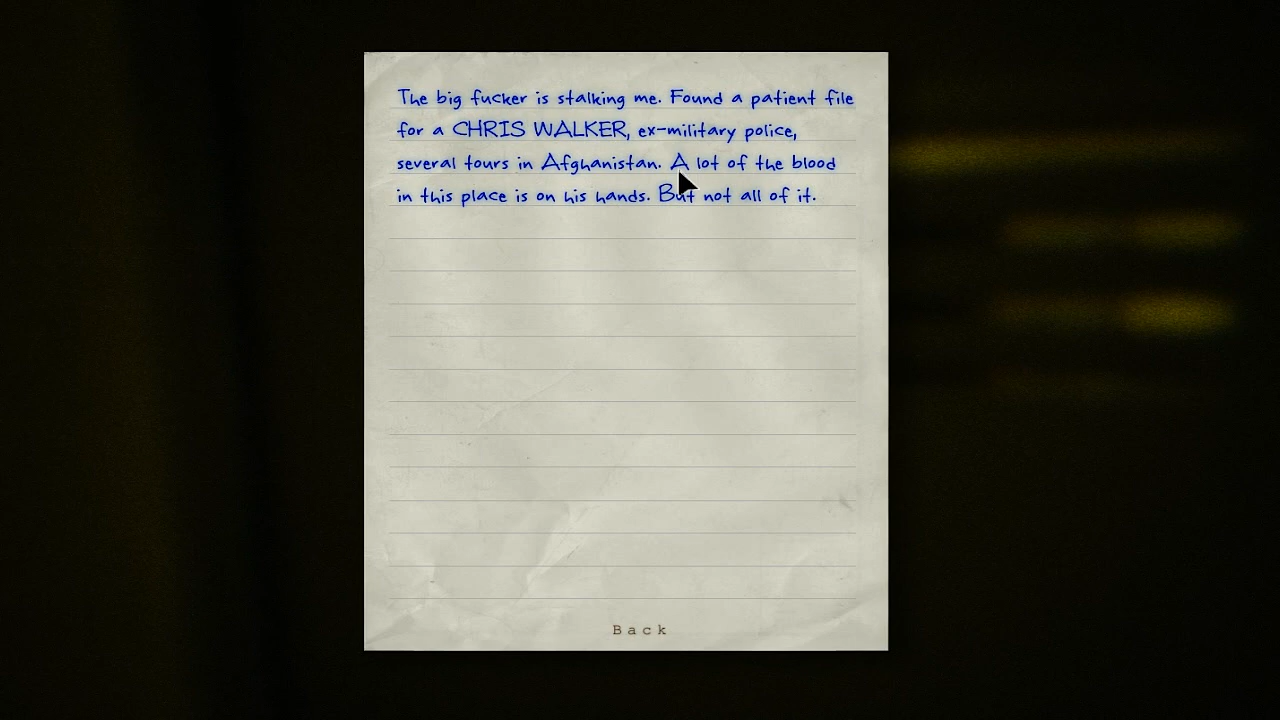 The big fucker is stalking me. Found a patient file
for a CHRIS WALKER, ex-military police,
several tours in Afghanistan. A lot of the blood
in this place is on his hands. But not all of it.
Back